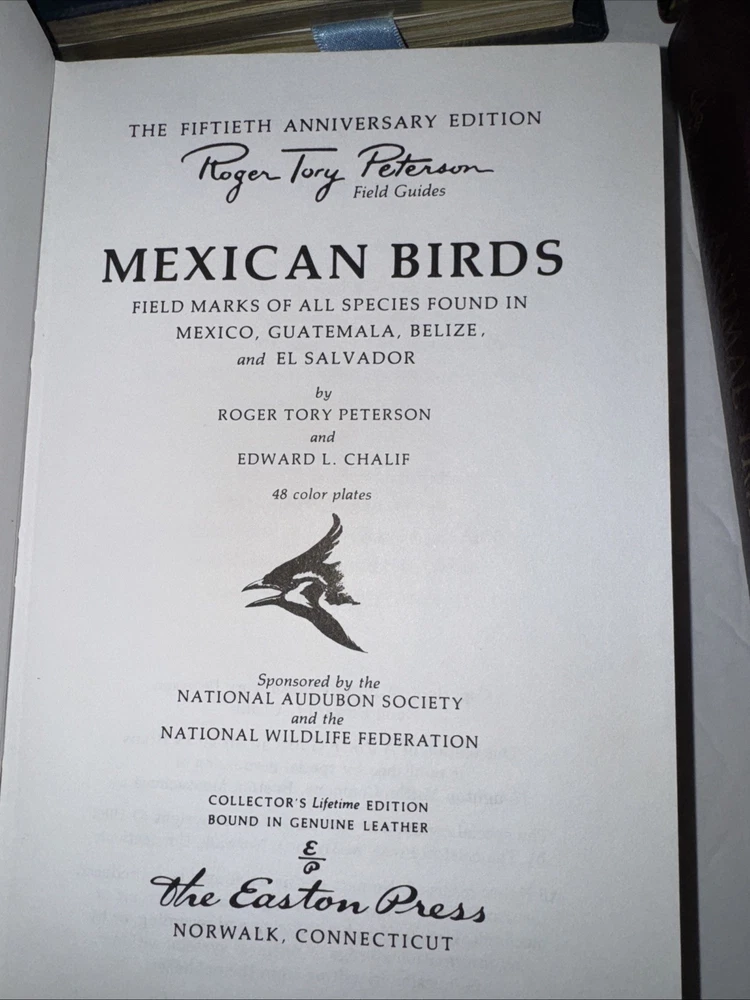 THE FIFTIETH ANNIVERSARY EDITION
Roger Tory Peterson
Field Guides
MEXICAN BIRDS
FIELD MARKS OF ALL SPECIES FOUND IN
MEXICO, GUATEMALA, BELIZE,
and EL SALVADOR
by
ROGER TORY PETERSON
and
EDWARD L. CHALIF
48 color plates
Sponsored by the
NATIONAL AUDUBON SOCIETY
and the
NATIONAL WILDLIFE FEDERATION
COLLECTOR'S Lifetime EDITION
BOUND IN GENUINE LEATHER
E
P
The Easton Press
NORWALK, CONNECTICUT